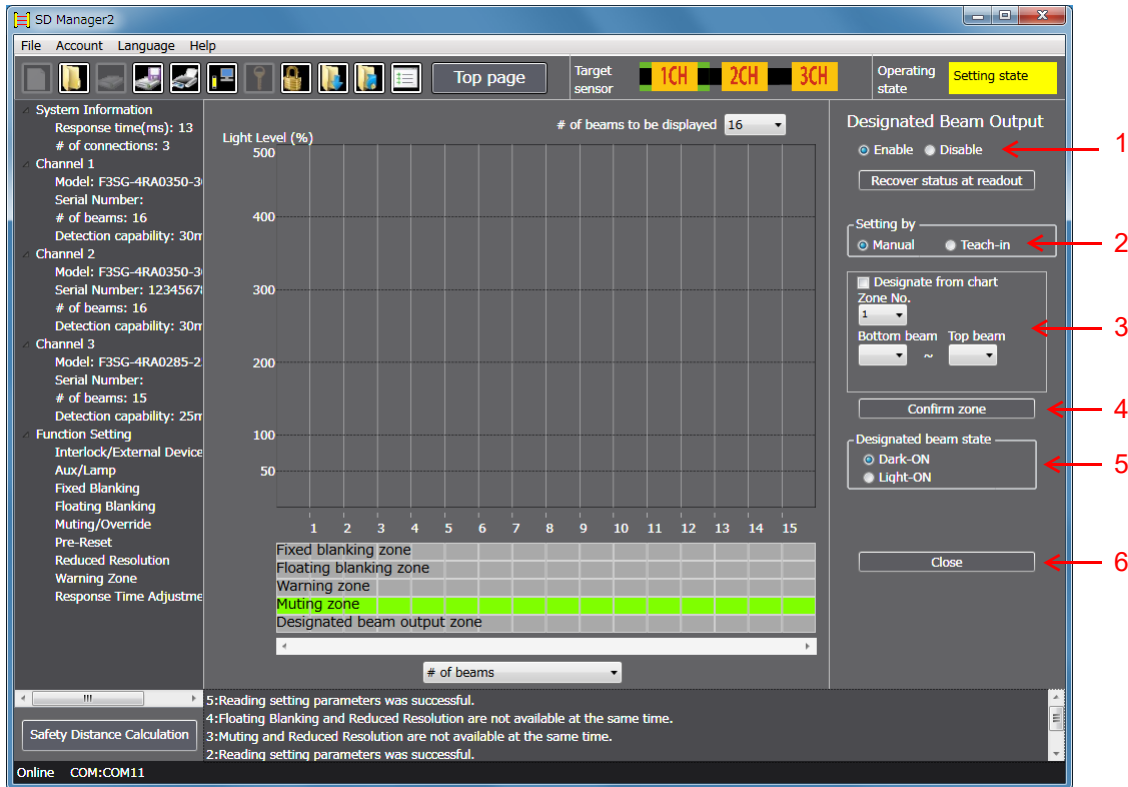 SD Manager2
File Account Language Help
Top page
Target sensor
1CH 2CH 3CH
Operating state
Setting state
System Information
Response time(ms): 13
# of connections: 3
Channel 1
Model: F3SG-4RA0350-3
Serial Number:
# of beams: 16
Detection capability: 30m
Channel 2
Model: F3SG-4RA0350-3
Serial Number: 1234567
# of beams: 16
Detection capability: 30m
Channel 3
Model: F3SG-4RA0285-2
Serial Number:
# of beams: 15
Detection capability: 25m
Function Setting
Interlock/External Device
Aux/Lamp
Fixed Blanking
Floating Blanking
Muting/Override
Pre-Reset
Reduced Resolution
Warning Zone
Response Time Adjustme
Safety Distance Calculation
# of beams to be displayed 16
Light Level (%)
500
400
300
200
100
50
1 2 3 4 5 6 7 8 9 10 11 12 13 14 15
Fixed blanking zone
Floating blanking zone
Warning zone
Muting zone
Designated beam output zone
# of beams
Designated Beam Output
Enable Disable
1
Recover status at readout
Setting by
Manual Teach-in
2
Designate from chart
Zone No.
1
3
Bottom beam Top beam
~
Confirm zone
4
Designated beam state
Dark-ON
5
Light-ON
Close
6
5:Reading setting parameters was successful.
4:Floating Blanking and Reduced Resolution are not available at the same time.
3:Muting and Reduced Resolution are not available at the same time.
2:Reading setting parameters was successful.
Online COM:COM11